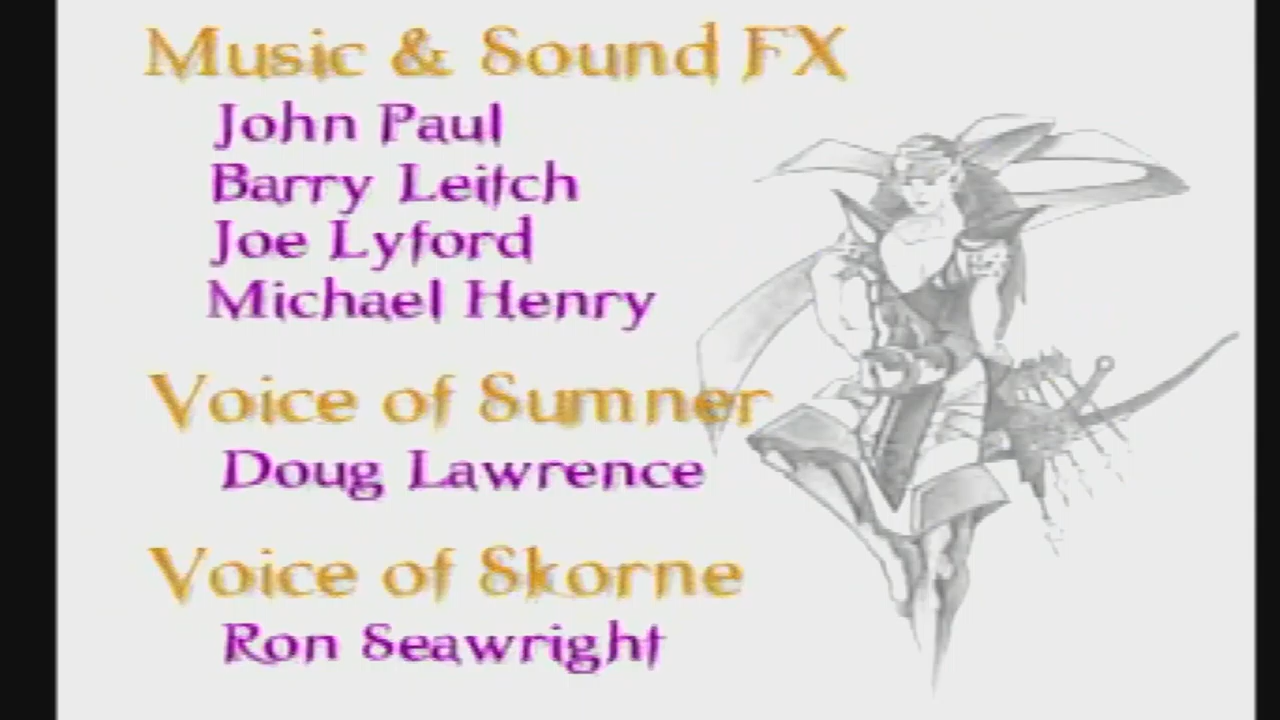 Music & Sound FX
John Paul
Barry Leitch
Joe Lyford
Michael Henry
Voice of Sumner
Doug Lawrence
Voice of Skorne
Ron Seawright